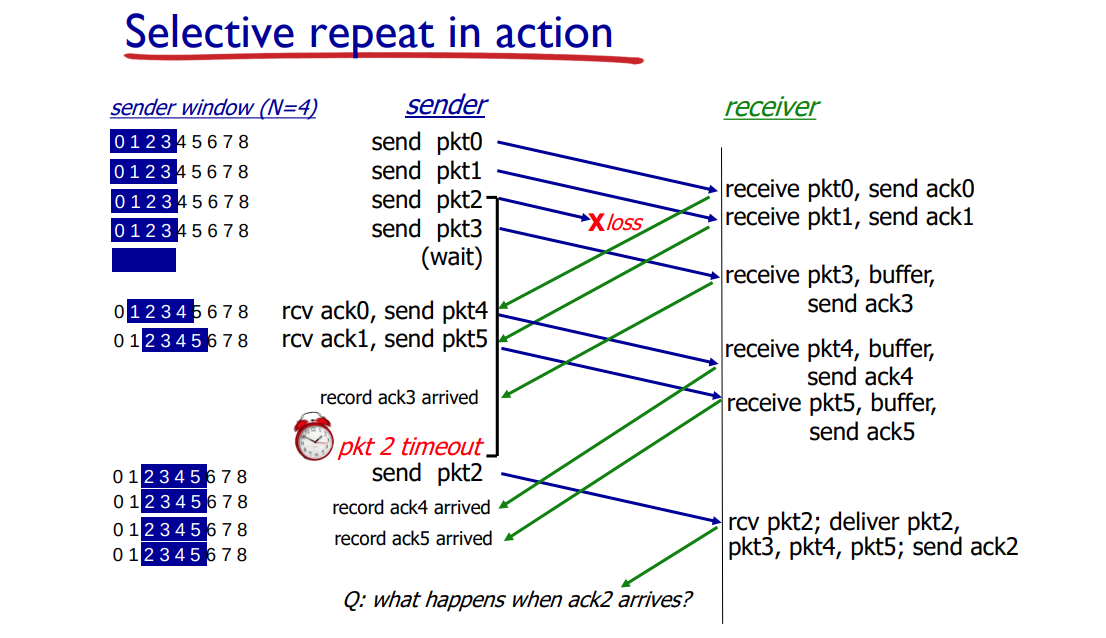 Selective repeat in action
sender window (N=4)
sender
receiver
0 1 2 3 4 5 6 7 8
send pkt0
0 1 2 3 4 5 6 7 8
send pkt1
0 1 2 3 4 5 6 7 8
send pkt2
0 1 2 3 4 5 6 7 8
send pkt3
(wait)
X loss
receive pkt0, send ack0
receive pkt1, send ack1
receive pkt3, buffer,
send ack3
0 1 2 3 4 5 6 7 8
rcv ack0, send pkt4
0 1 2 3 4 5 6 7 8
rcv ack1, send pkt5
receive pkt4, buffer,
send ack4
receive pkt5, buffer,
send ack5
record ack3 arrived
pkt 2 timeout
0 1 2 3 4 5 6 7 8
send pkt2
0 1 2 3 4 5 6 7 8
record ack4 arrived
0 1 2 3 4 5 6 7 8
record ack5 arrived
0 1 2 3 4 5 6 7 8
rcv pkt2; deliver pkt2,
pkt3, pkt4, pkt5; send ack2
Q: what happens when ack2 arrives?